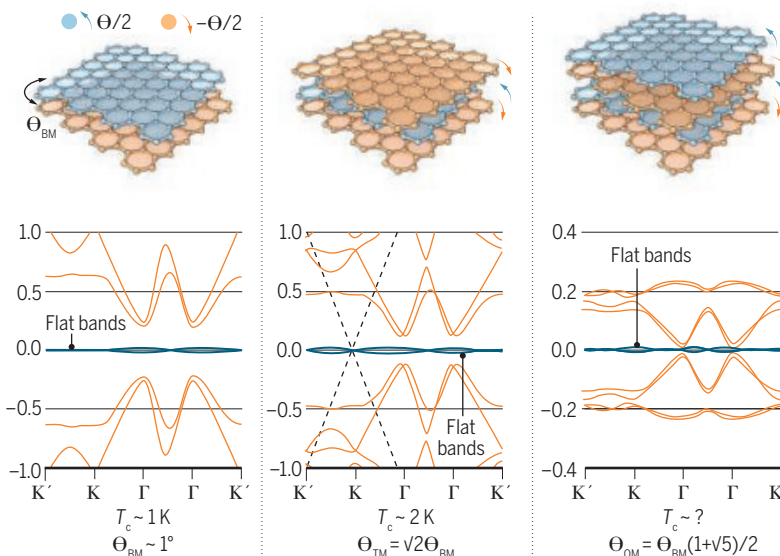 Θ/2 −Θ/2
Θ_BM
1.0
0.5
0.0
−0.5
−1.0
Flat bands
K´ K Γ Γ K´
T_c ~ 1 K
Θ_BM ~ 1°
1.0
0.5
0.0
−0.5
−1.0
Flat
bands
K´ K Γ Γ K´
T_c ~ 2 K
Θ_TM = √2Θ_BM
0.4
Flat bands
0.2
0.0
−0.2
−0.4
K´ K Γ Γ K´
T_c ~ ?
Θ_QM = Θ_BM(1+√5)/2